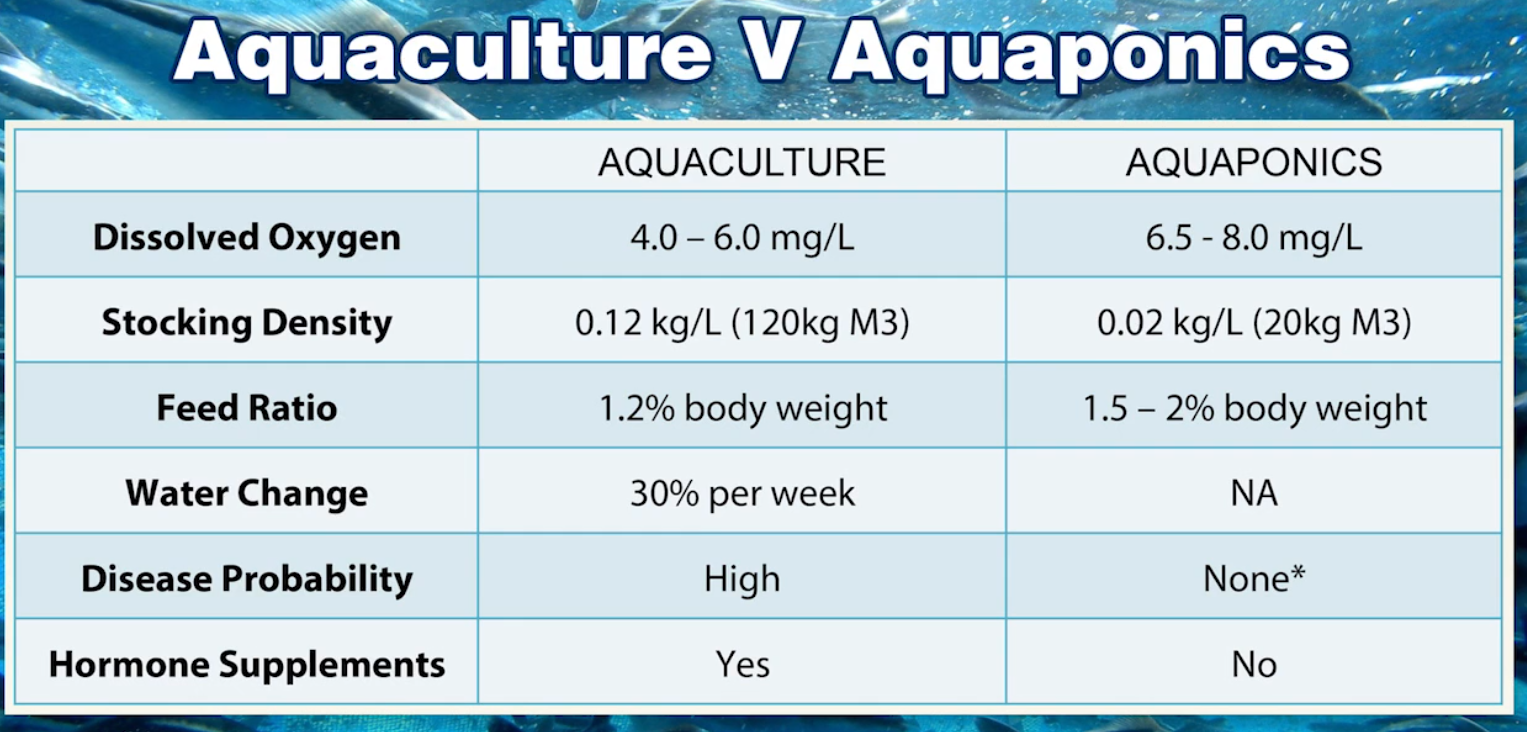 Aquaculture V Aquaponics
AQUACULTURE AQUAPONICS
Dissolved Oxygen 4.0 – 6.0 mg/L 6.5 - 8.0 mg/L
Stocking Density 0.12 kg/L (120kg M3) 0.02 kg/L (20kg M3)
Feed Ratio 1.2% body weight 1.5 – 2% body weight
Water Change 30% per week NA
Disease Probability High None*
Hormone Supplements Yes No